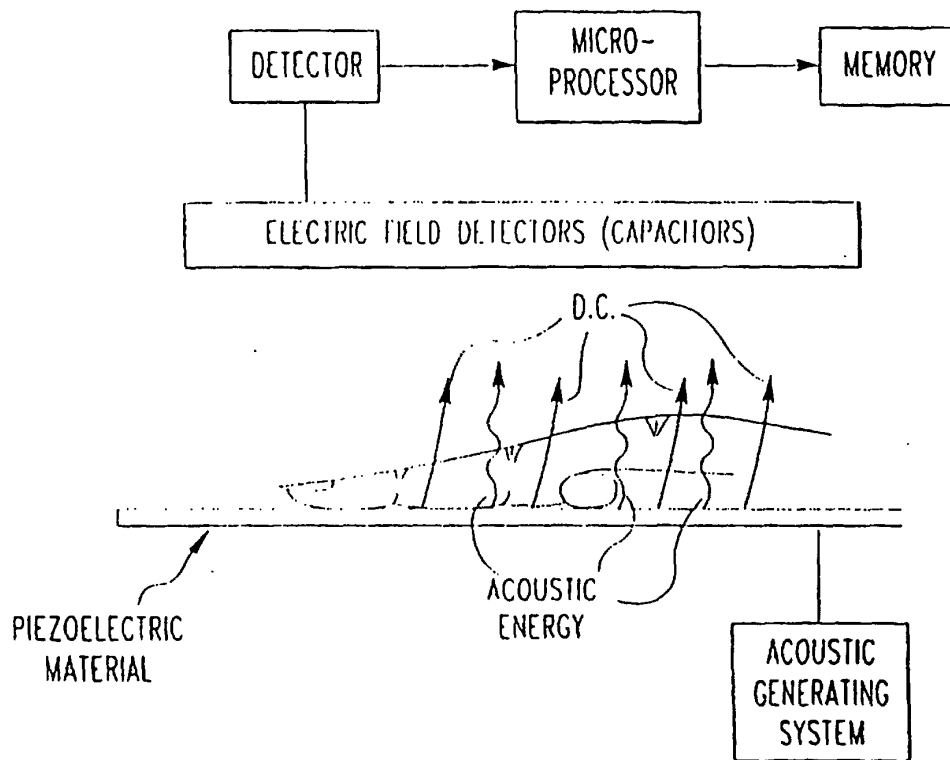 DETECTOR
MICRO-
PROCESSOR
MEMORY
ELECTRIC FIELD DETECTORS (CAPACITORS)
D.C.
ACOUSTIC
ENERGY
PIEZOELECTRIC
MATERIAL
ACOUSTIC
GENERATING
SYSTEM